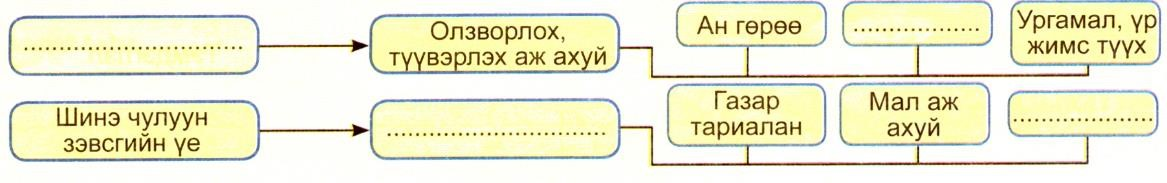 ..............................
Олзворлох,
түүвэрлэх аж ахуй
Ан гөрөө
..................
Ургамал, үр
жимс түүх
Шинэ чулуун
зэвсгийн үе
..............................
Газар
тариалан
Мал аж
ахуй
....................